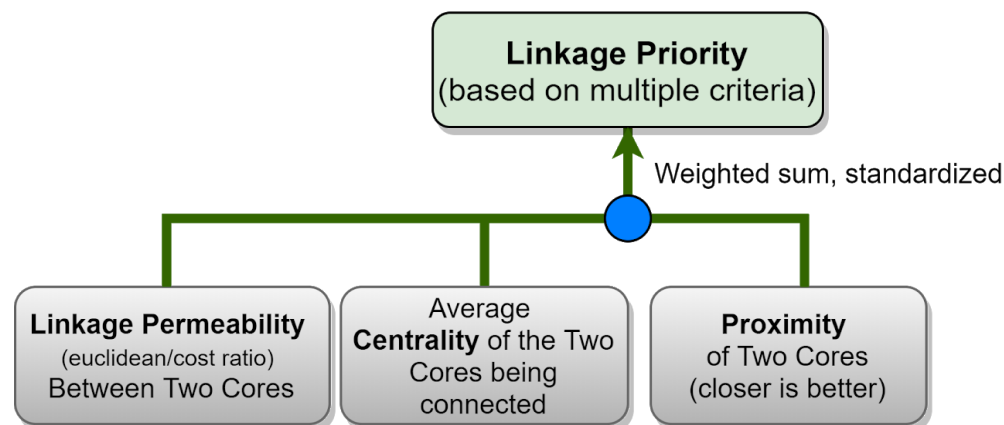 Linkage Priority
(based on multiple criteria)
Weighted sum, standardized
Linkage Permeability
(euclidean/cost ratio)
Between Two Cores
Average
Centrality of the Two
Cores being
connected
Proximity
of Two Cores
(closer is better)